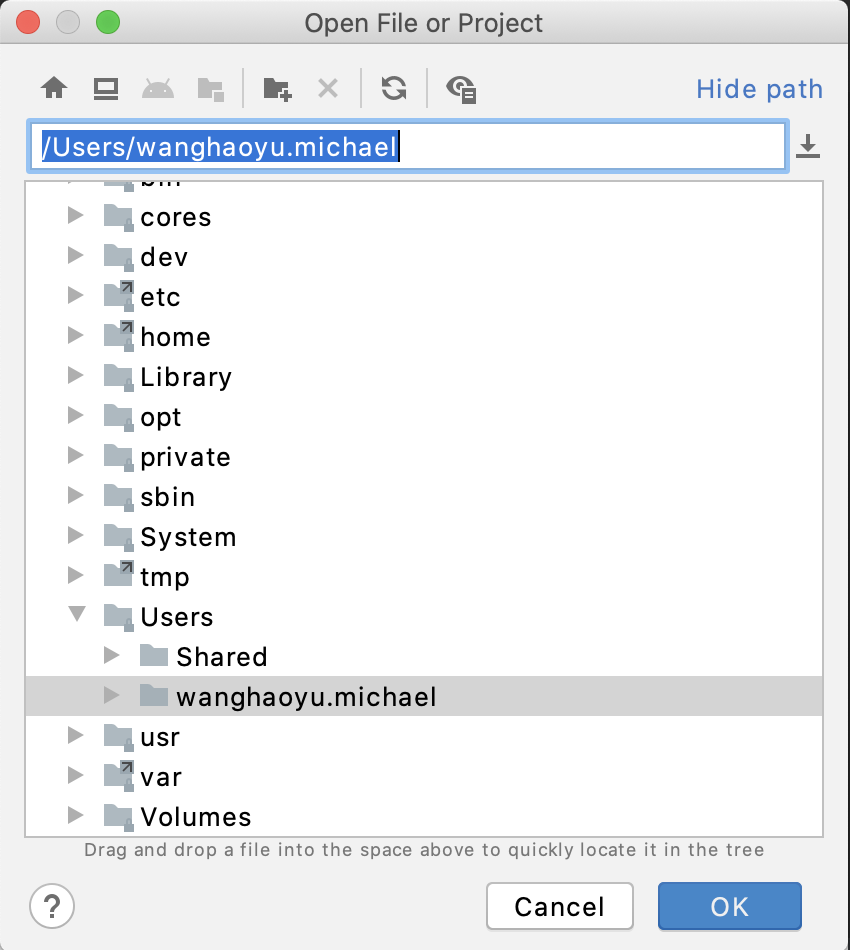 Open File or Project
Hide path
/Users/wanghaoyu.michael
cores
dev
etc
home
Library
opt
private
sbin
System
tmp
Users
Shared
wanghaoyu.michael
usr
var
Volumes
Drag and drop a file into the space above to quickly locate it in the tree
?
Cancel
OK